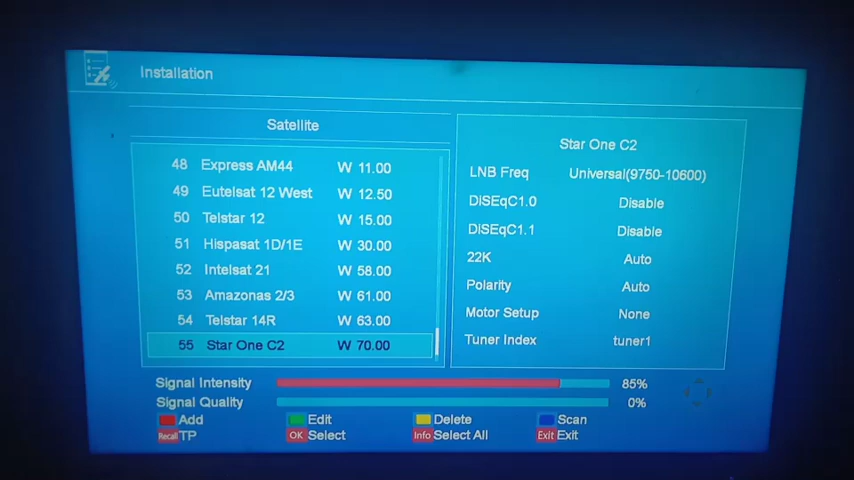 Installation
Satellite
48 Express AM44 W 11.00
49 Eutelsat 12 West W 12.50
50 Telstar 12 W 15.00
51 Hispasat 1D/1E W 30.00
52 Intelsat 21 W 58.00
53 Amazonas 2/3 W 61.00
54 Telstar 14R W 63.00
55 Star One C2 W 70.00
Star One C2
LNB Freq Universal(9750-10600)
DiSEqC1.0 Disable
DiSEqC1.1 Disable
22K Auto
Polarity Auto
Motor Setup None
Tuner Index tuner1
Signal Intensity 85%
Signal Quality 0%
Add Edit Delete Scan
Recall TP OK Select Info Select All Exit Exit